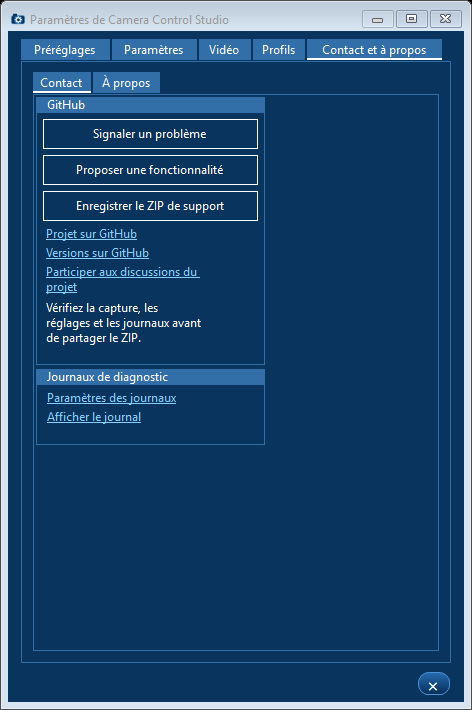 Paramètres de Camera Control Studio
Préréglages
Paramètres
Vidéo
Profils
Contact et à propos
Contact
À propos
GitHub
Signaler un problème
Proposer une fonctionnalité
Enregistrer le ZIP de support
Projet sur GitHub
Versions sur GitHub
Participer aux discussions du
projet
Vérifiez la capture, les
réglages et les journaux avant
de partager le ZIP.
Journaux de diagnostic
Paramètres des journaux
Afficher le journal